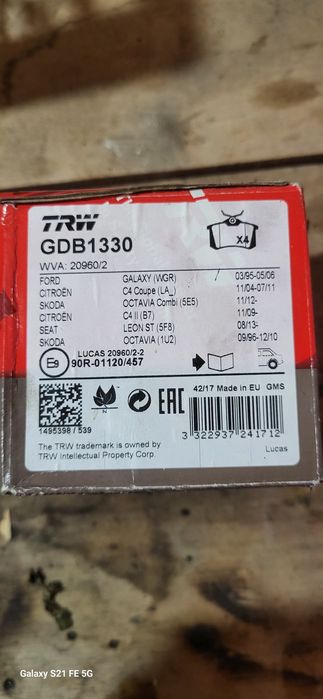 TRW
GDB1330
WVA: 20960/2
X4
FORD GALAXY (WGR) 03/95-05/06
CITROËN C4 Coupe (LA_) 11/04-07/11
SKODA OCTAVIA Combi (5E5) 11/12-
CITROËN C4 II (B7) 11/09-
SEAT LEON ST (5F8) 08/13-
SKODA OCTAVIA (1U2) 09/96-12/10
LUCAS 20960/2-2
90R-01120/457
42/17 Made in EU GMS
N
CE EAC
1495398 / 539
3 322937 241712
The TRW trademark is owned by
TRW Intellectual Property Corp.
Lucas
Galaxy S21 FE 5G